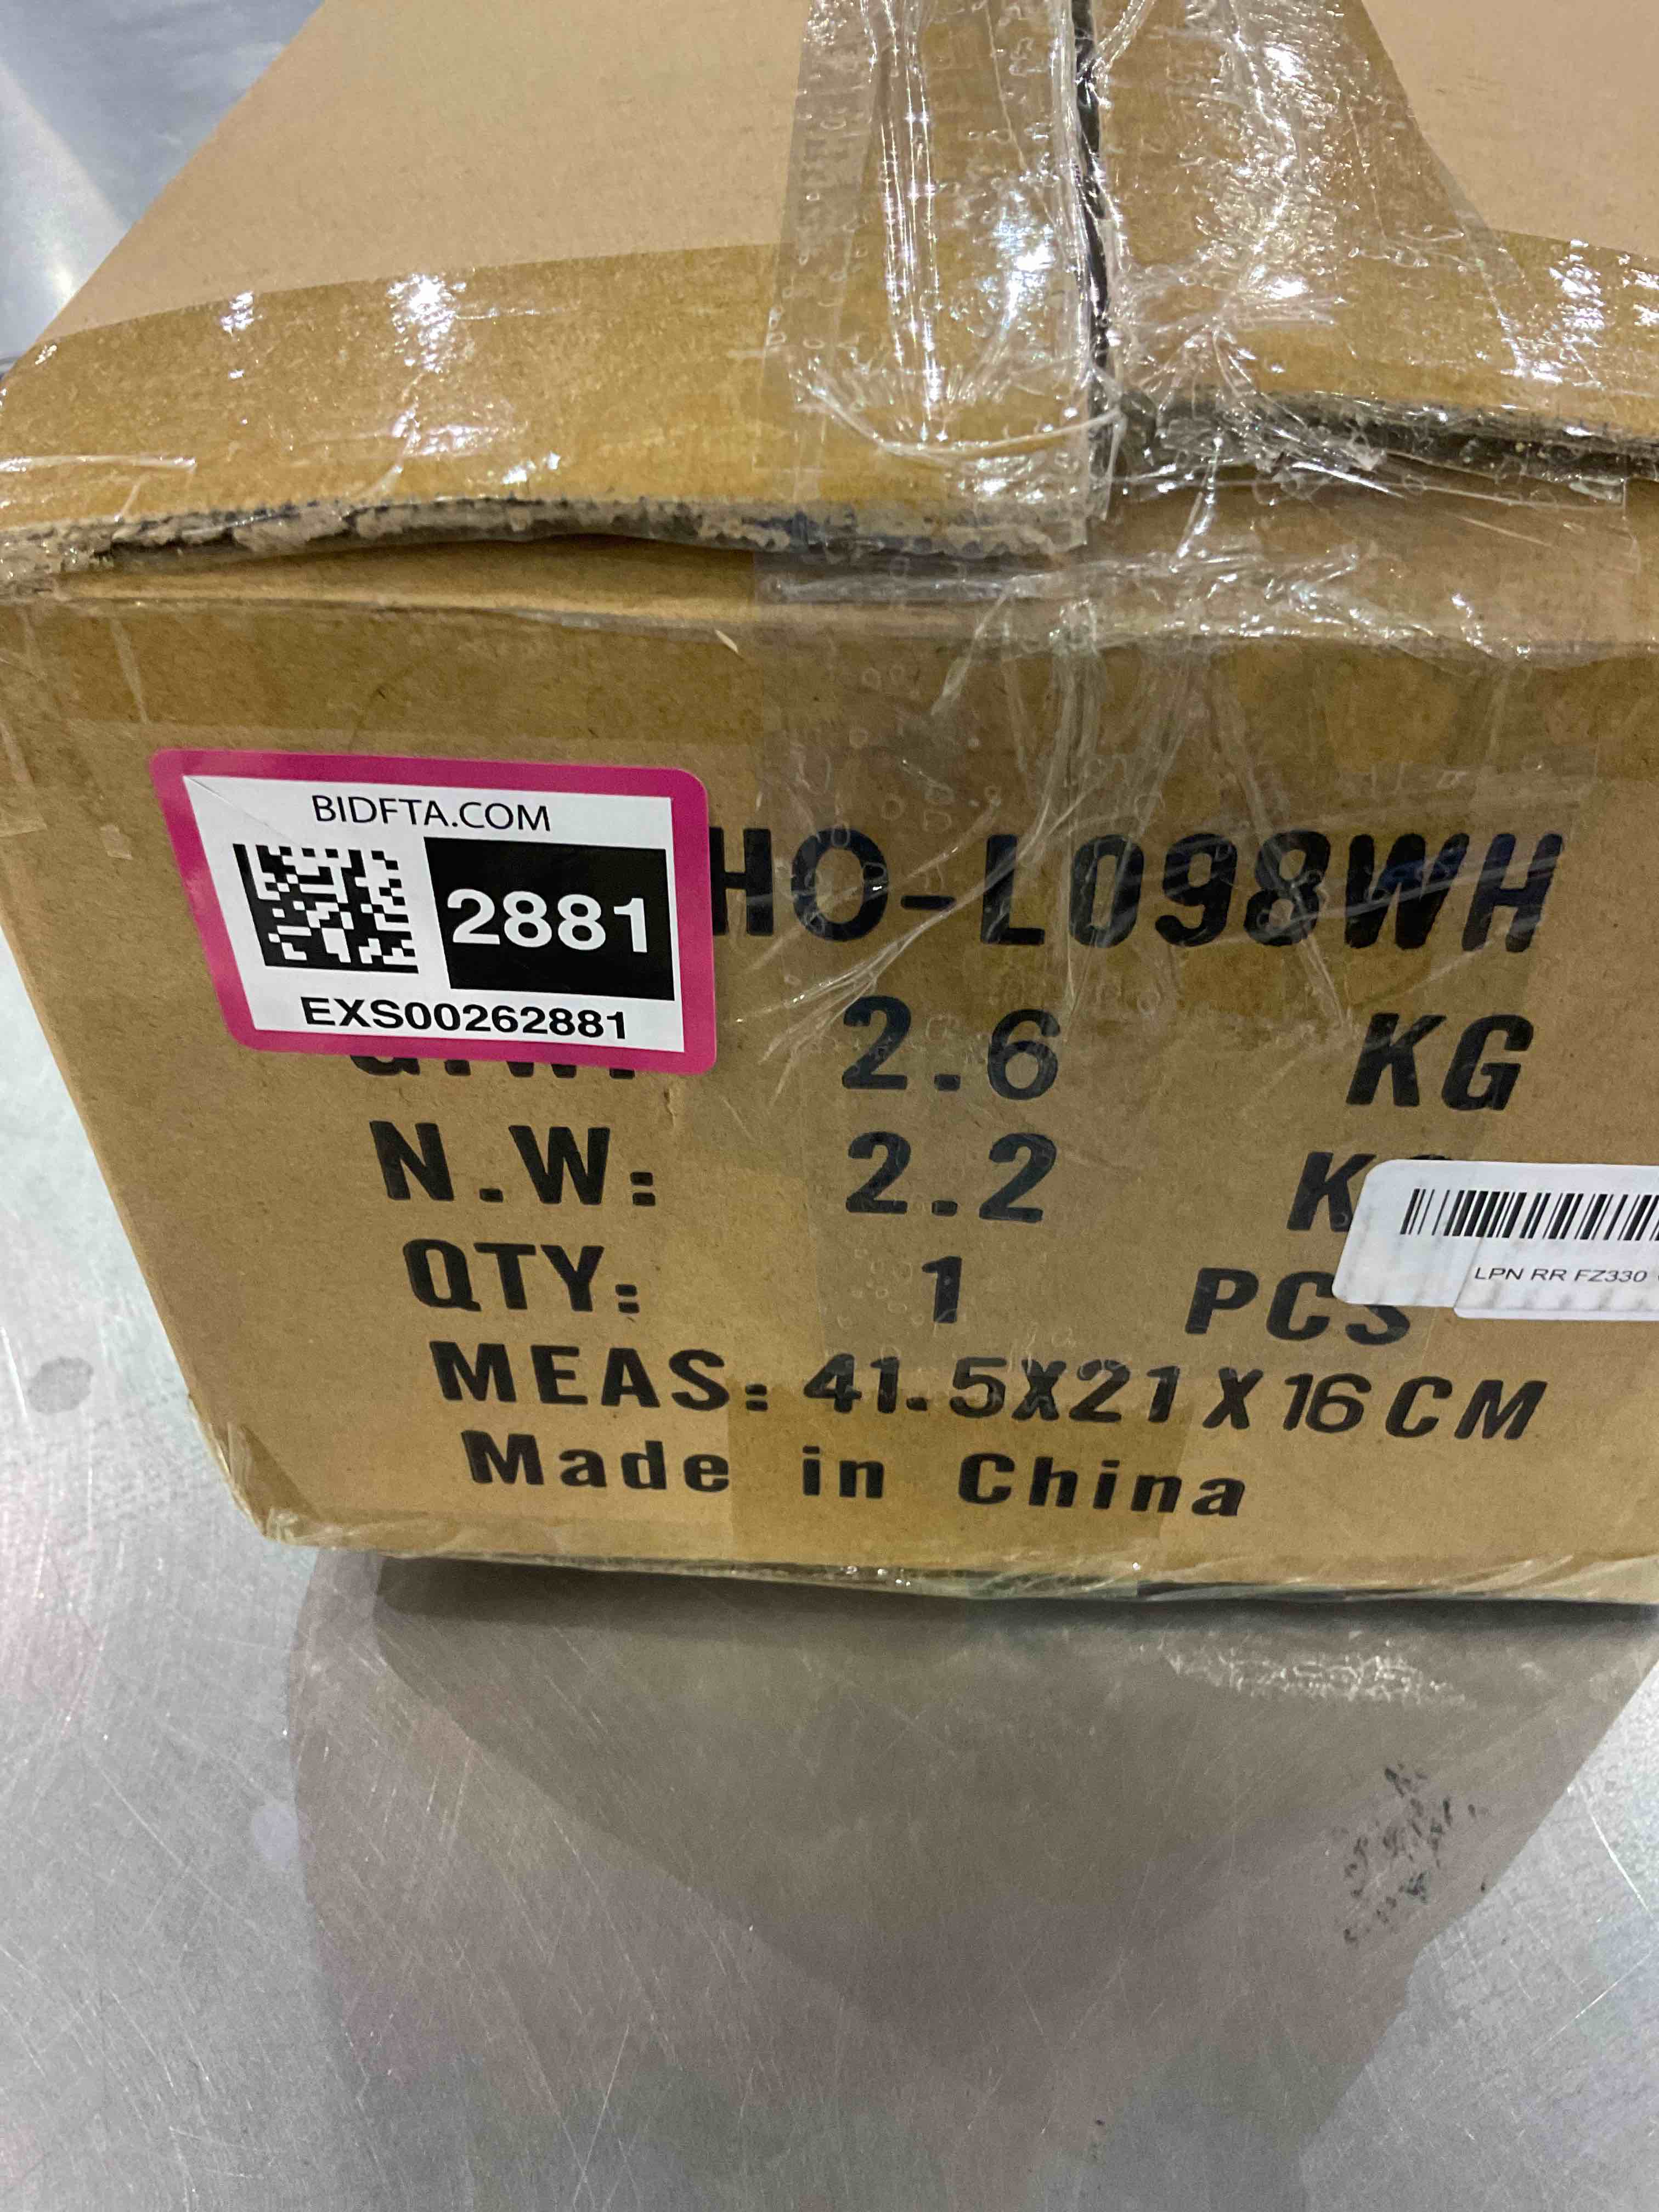 BIDFTA.COM
2881
EXS00262881
HO-L098WH
2.6 KG
N.W: 2.2
QTY: 1 PCS
LPN RR FZ330
MEAS: 41.5X21X16CM
Made in China